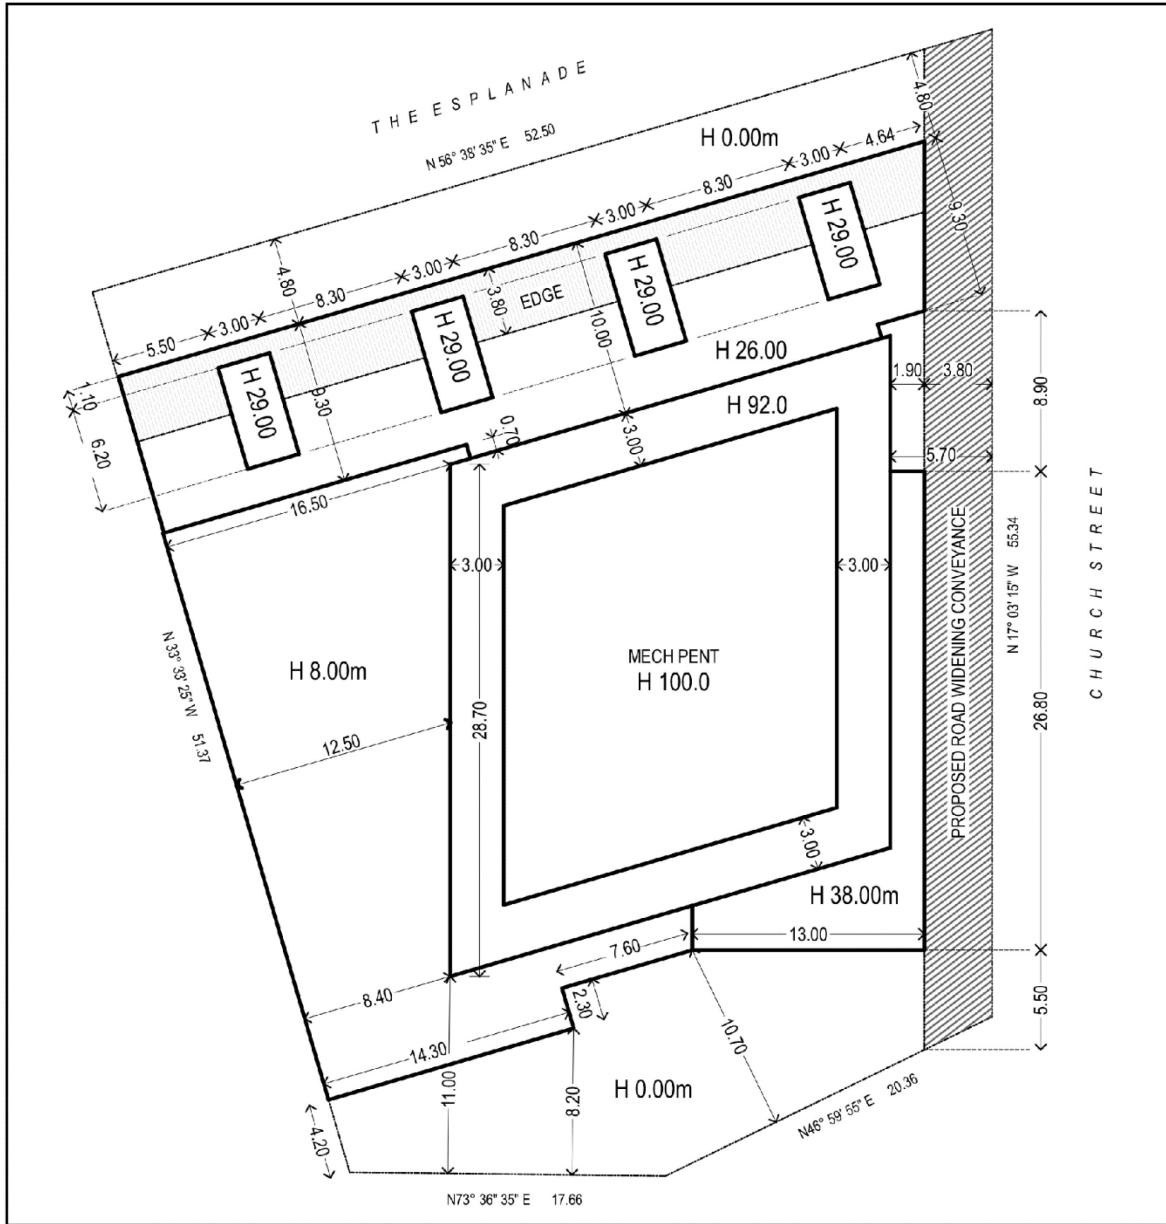 THE ESPLANADE
N 56° 38' 35" E 52.50
H 0.00m
4.80
4.64
3.00
8.30
3.00
8.30
3.00
8.30
3.00
5.50
4.80
9.30
H 29.00
H 29.00
H 29.00
H 29.00
EDGE
3.80
10.00
1.10
6.20
9.30
H 26.00
1.90
3.80
8.90
H 92.0
0.70
3.00
5.70
16.50
3.00
3.00
CHURCH STREET
N 17° 03' 15" W 55.34
PROPOSED ROAD WIDENING CONVEYANCE
N 33° 33' 25" W 51.37
H 8.00m
MECH PENT
H 100.0
28.70
12.50
26.80
3.00
H 38.00m
13.00
7.60
8.40
2.30
5.50
14.30
10.70
11.00
8.20
H 0.00m
4.20
N46° 59' 55" E 20.36
N73° 36" 35" E 17.66